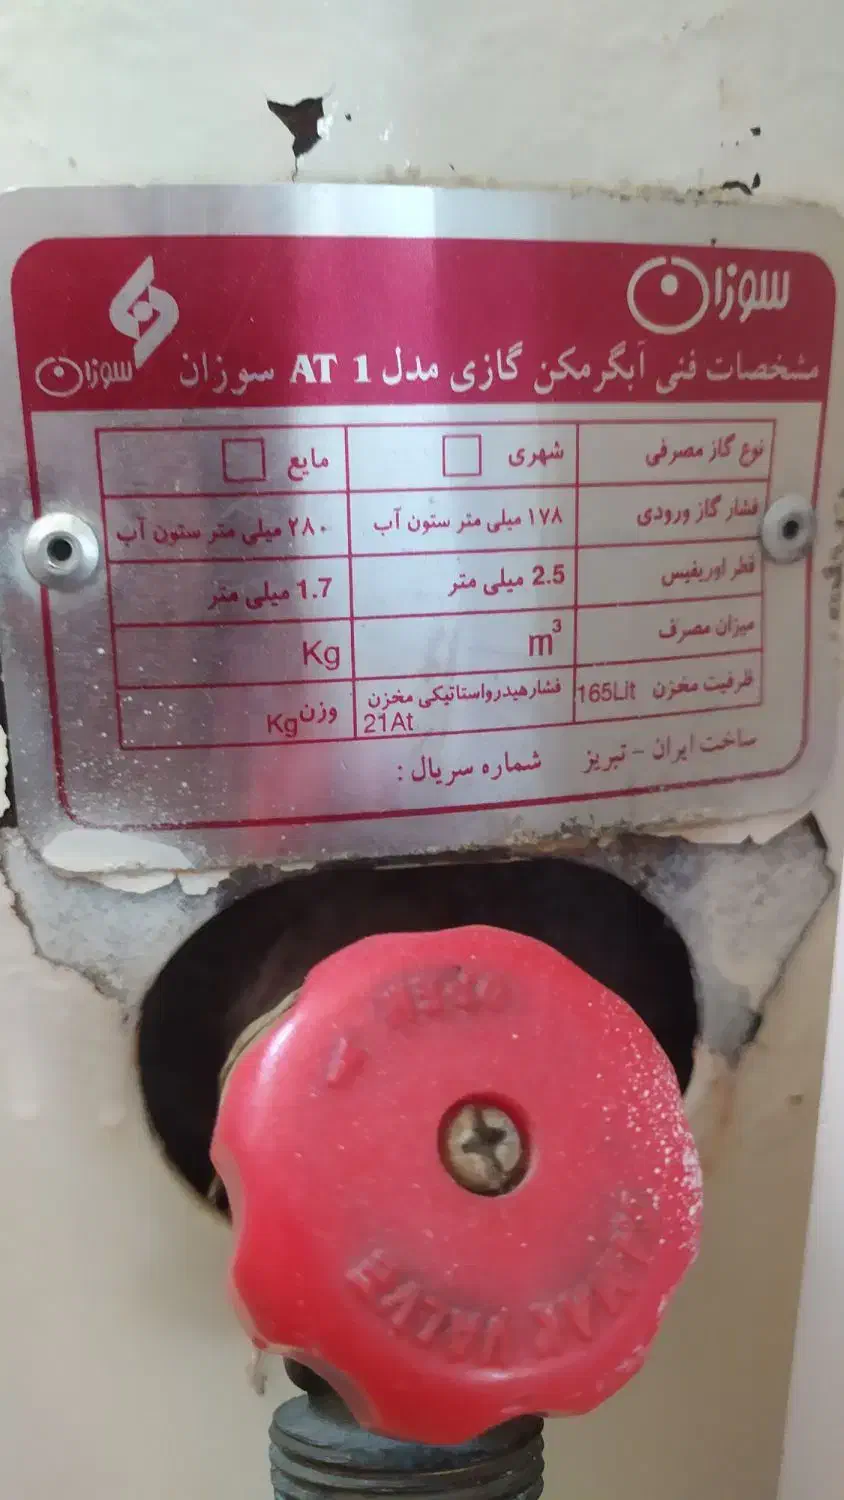 سوزان
مشخصات فنی آبگرمکن گازی مدل AT 1 سوزان
سوزان
نوع گاز مصرفی شهری مایع
فشار گاز ورودی ۱۷۸ میلی متر ستون آب ۲۸۰ میلی متر ستون آب
قطر اوریفیس 2.5 میلی متر 1.7 میلی متر
میزان مصرف m³ Kg
ظرفیت مخزن 165Lit فشارهیدرواستاتیکی مخزن 21At وزن Kg
ساخت ایران - تبریز شماره سریال :
VALVE